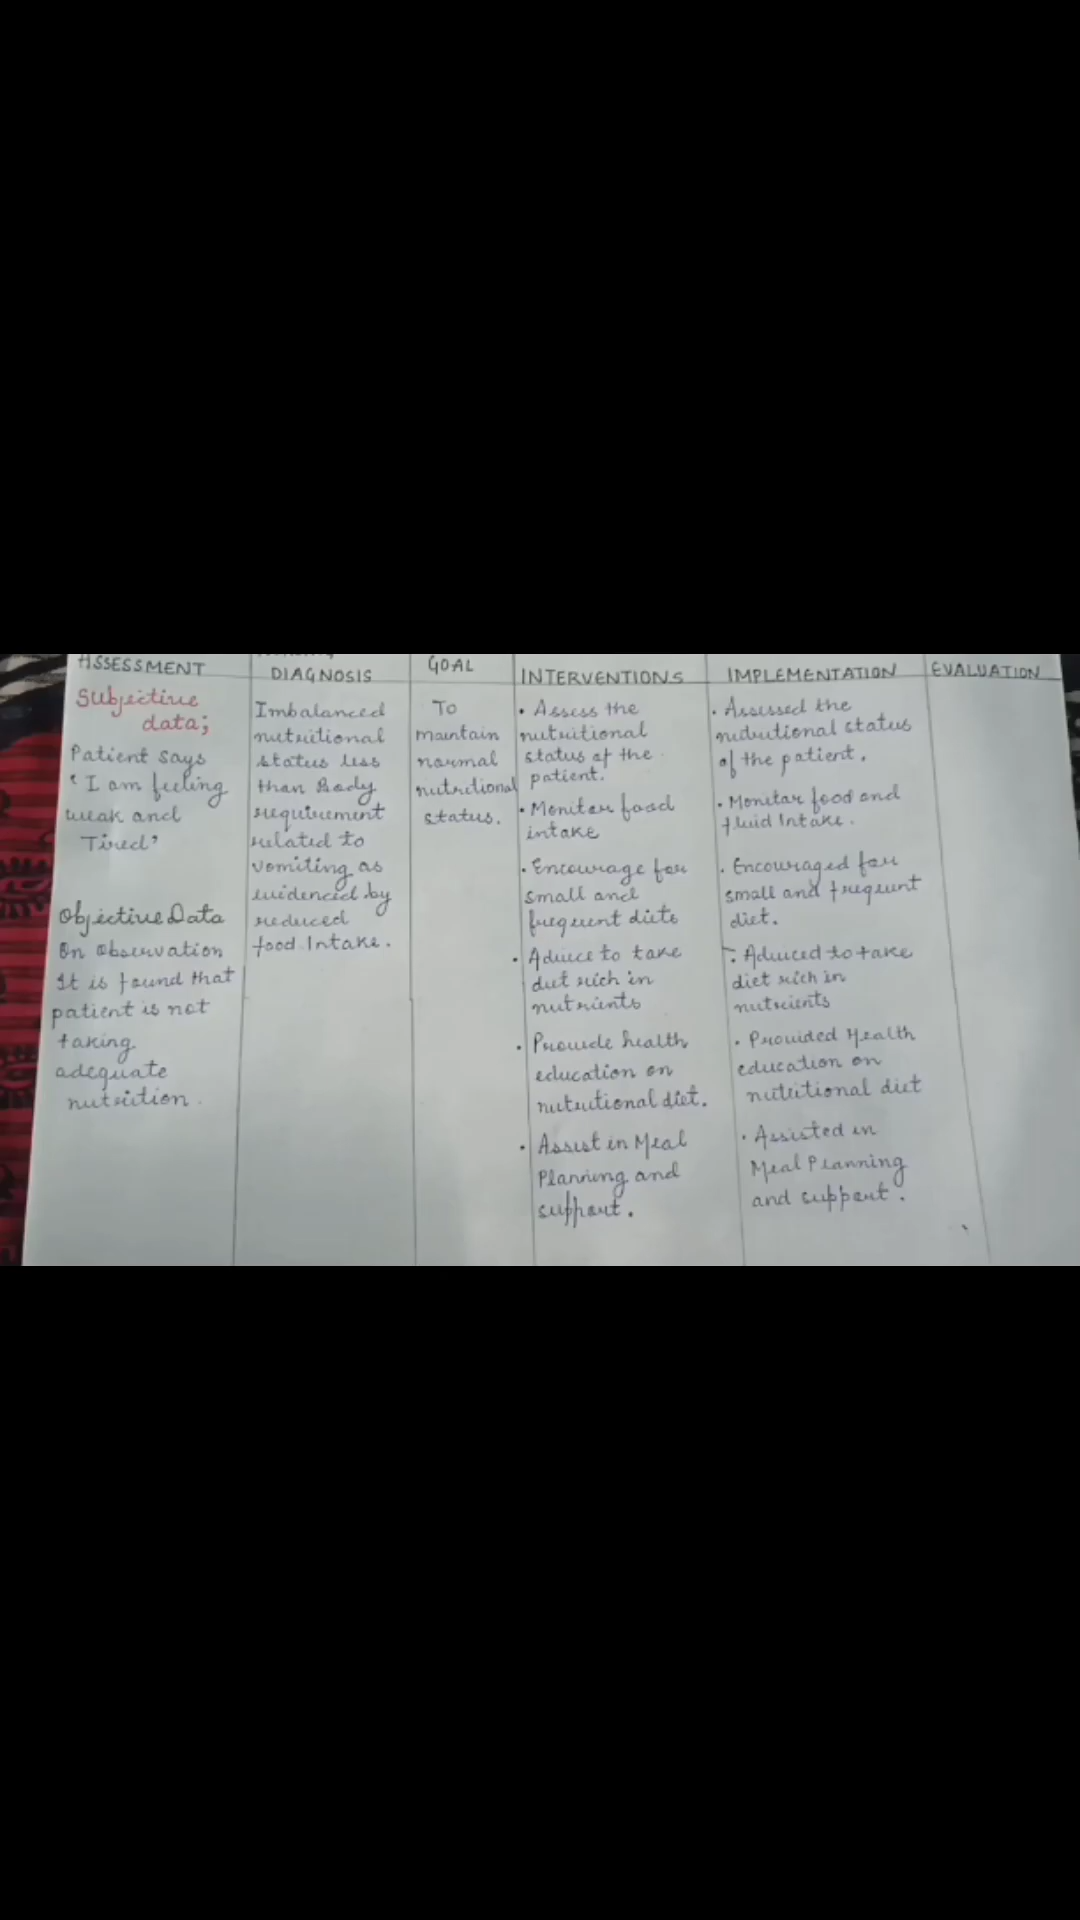 ASSESSMENT
Subjective
data;
Patient says
‘I am feeling
weak and
Tired’
Objective Data
On observation
It is found that
patient is not
taking
adequate
nutrition.
DIAGNOSIS
Imbalanced
nutritional
status less
than Body
requirement
related to
vomiting as
evidenced by
reduced
food Intake.
GOAL
To
maintain
normal
nutritional
status.
INTERVENTIONS
• Assess the
nutritional
status of the
patient.
• Monitor food
intake
• Encourage for
small and
frequent diets
• Advice to take
diet rich in
nutrients
• Provide health
education on
nutritional diet.
• Assist in Meal
Planning and
support.
IMPLEMENTATION
• Assessed the
nutritional status
of the patient.
• Monitor food and
fluid Intake.
• Encouraged for
small and frequent
diet.
• Adviced to take
diet rich in
nutrients
• Provided Health
education on
nutritional diet
• Assisted in
Meal Planning
and support.
EVALUATION